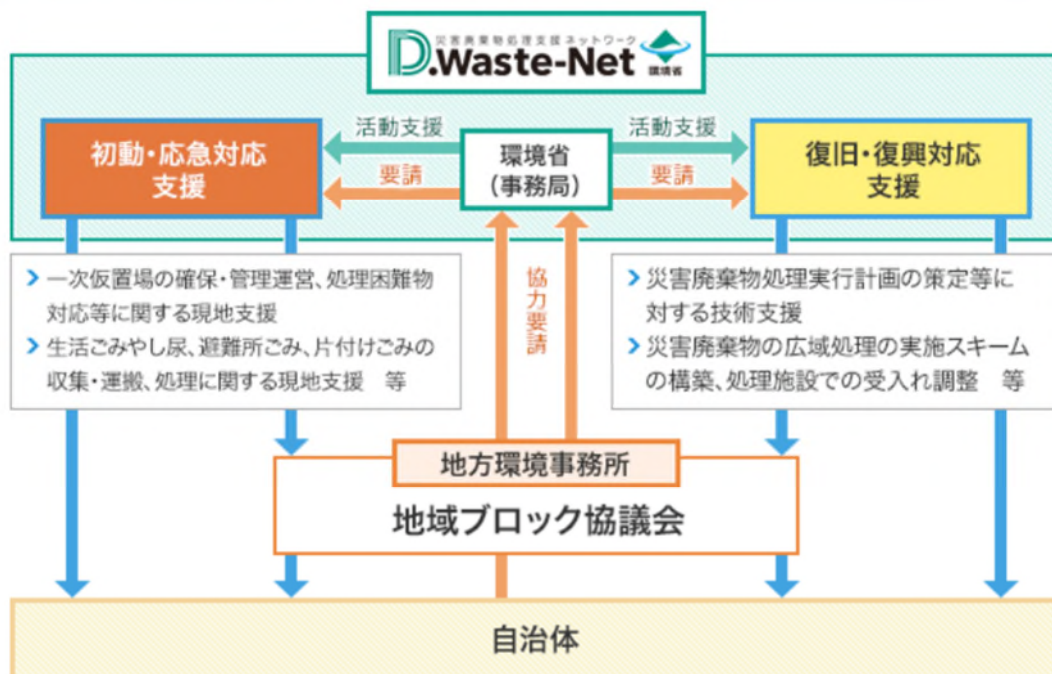 災害廃棄物処理支援ネットワーク
D.Waste-Net
環境省
活動支援
活動支援
初動・応急対応
支援
環境省
(事務局)
復旧・復興対応
支援
要請
要請
一次仮置場の確保・管理運営、処理困難物
対応等に関する現地支援
生活ごみやし尿、避難所ごみ、片付けごみの
収集・運搬、処理に関する現地支援 等
協力要請
災害廃棄物処理実行計画の策定等に
対する技術支援
災害廃棄物の広域処理の実施スキーム
の構築、処理施設での受入れ調整 等
地方環境事務所
地域ブロック協議会
自治体